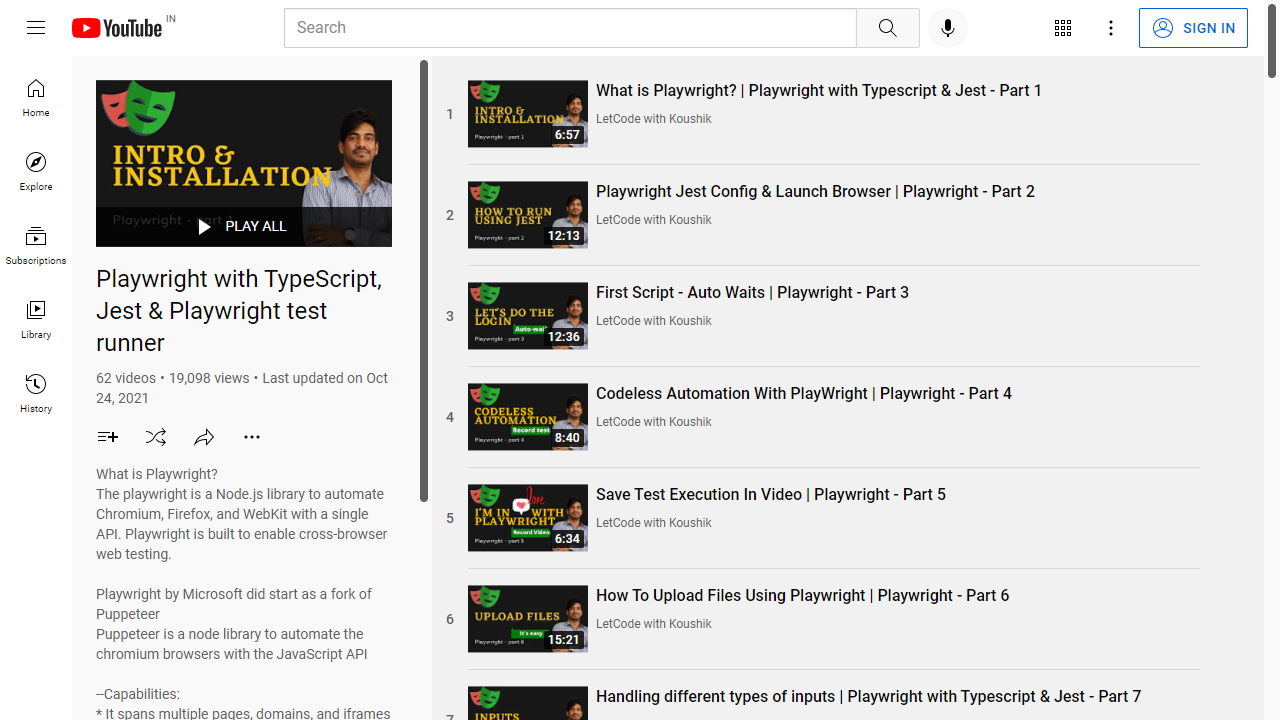 YouTube IN
Search
SIGN IN
Home
Explore
Subscriptions
Library
History
INTRO &
INSTALLATION
Playwright - part 1
PLAY ALL
Playwright with TypeScript,
Jest & Playwright test
runner
62 videos • 19,098 views • Last updated on Oct
24, 2021
What is Playwright?
The playwright is a Node.js library to automate
Chromium, Firefox, and WebKit with a single
API. Playwright is built to enable cross-browser
web testing.
Playwright by Microsoft did start as a fork of
Puppeteer
Puppeteer is a node library to automate the
chromium browsers with the JavaScript API
--Capabilities:
* It spans multiple pages, domains, and iframes
1
INTRO &
INSTALLATION
Playwright - part 1
6:57
What is Playwright? | Playwright with Typescript & Jest - Part 1
LetCode with Koushik
2
HOW TO RUN
USING JEST
Playwright - part 2
12:13
Playwright Jest Config & Launch Browser | Playwright - Part 2
LetCode with Koushik
3
LET'S DO THE
LOGIN
Auto-wait
Playwright - part 3
12:36
First Script - Auto Waits | Playwright - Part 3
LetCode with Koushik
4
CODELESS
AUTOMATION
Record test
Playwright - part 4
8:40
Codeless Automation With PlayWright | Playwright - Part 4
LetCode with Koushik
5
love
I'M IN WITH
PLAYWRIGHT
Record Video
Playwright - part 5
6:34
Save Test Execution In Video | Playwright - Part 5
LetCode with Koushik
6
UPLOAD FILES
It's easy
Playwright - part 6
15:21
How To Upload Files Using Playwright | Playwright - Part 6
LetCode with Koushik
7
INPUTS
Handling different types of inputs | Playwright with Typescript & Jest - Part 7